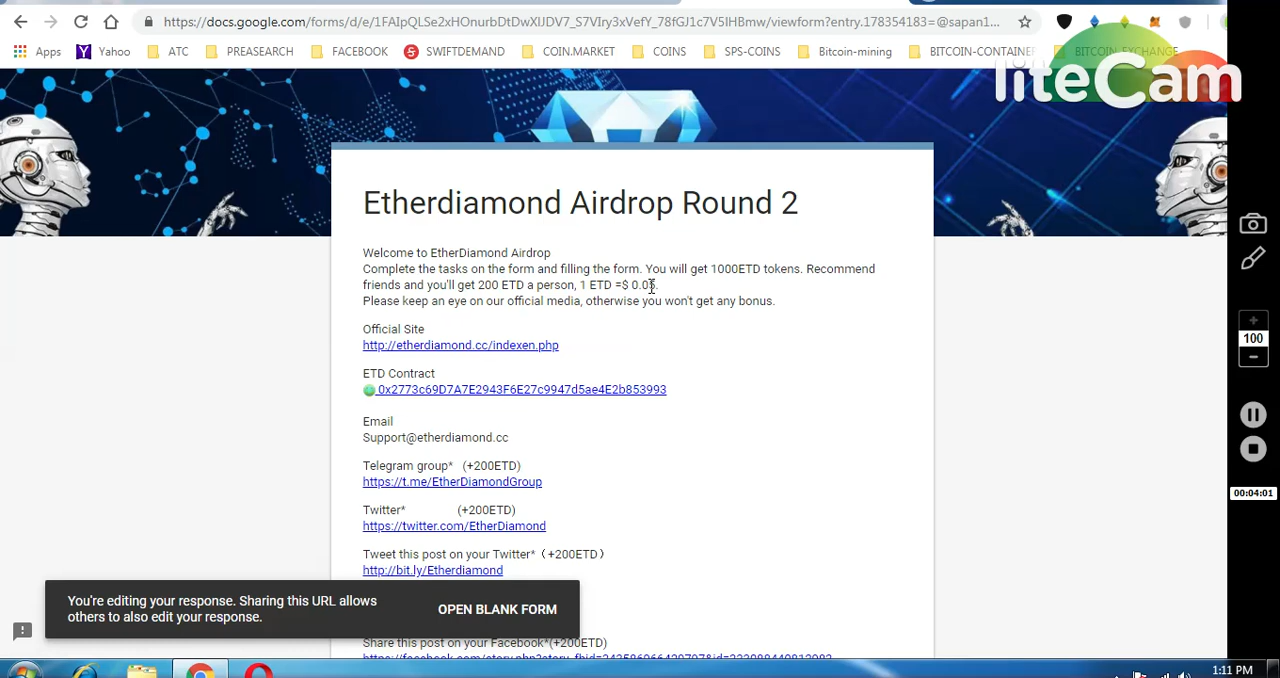 https://docs.google.com/forms/d/e/1FAIpQLSe2xHOnurbDtDwXlJDV7_S7VIry3xVefY_78fGJ1c7V5IHBmw/viewform?entry.178354183=@sapan1...
Apps Yahoo ATC PREASEARCH FACEBOOK SWIFTDEMAND COIN.MARKET COINS SPS-COINS Bitcoin-mining BITCOIN-CONTAINE BITCOIN-EXCHANGE
liteCam
Etherdiamond Airdrop Round 2
Welcome to EtherDiamond Airdrop
Complete the tasks on the form and filling the form. You will get 1000ETD tokens. Recommend
friends and you'll get 200 ETD a person, 1 ETD =$ 0.05.
Please keep an eye on our official media, otherwise you won't get any bonus.
Official Site
http://etherdiamond.cc/indexen.php
ETD Contract
0x2773c69D7A7E2943F6E27c9947d5ae4E2b853993
100
Email
Support@etherdiamond.cc
Telegram group* (+200ETD)
https://t.me/EtherDiamondGroup
00:04:01
Twitter* (+200ETD)
https://twitter.com/EtherDiamond
Tweet this post on your Twitter* (+200ETD)
http://bit.ly/Etherdiamond
You're editing your response. Sharing this URL allows
others to also edit your response.
OPEN BLANK FORM
Share this post on your Facebook*(+200ETD)
1:11 PM